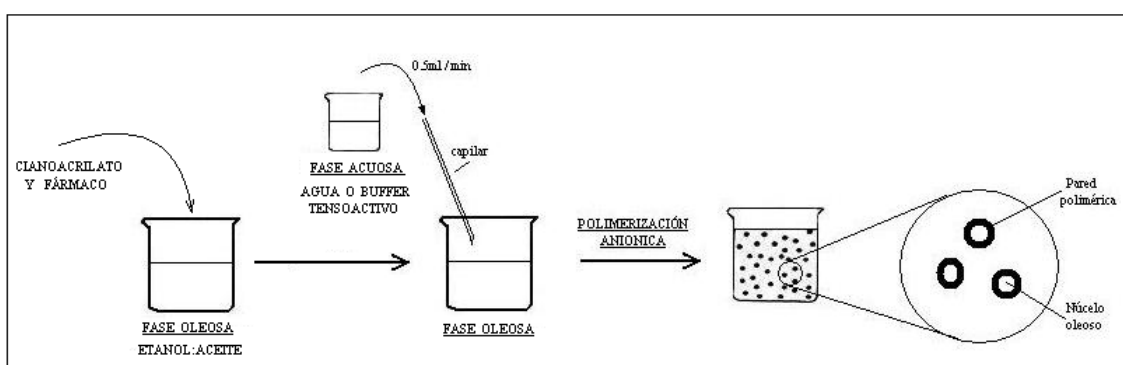 CIANOACRILATO
Y FÁRMACO
FASE OLEOSA
ETANOL:ACEITE
0.5ml/min
capilar
FASE ACUOSA
AGUA O BUFFER
TENSOACTIVO
FASE OLEOSA
POLIMERIZACIÓN
ANIONICA
Pared
polimérica
Núcelo
oleoso